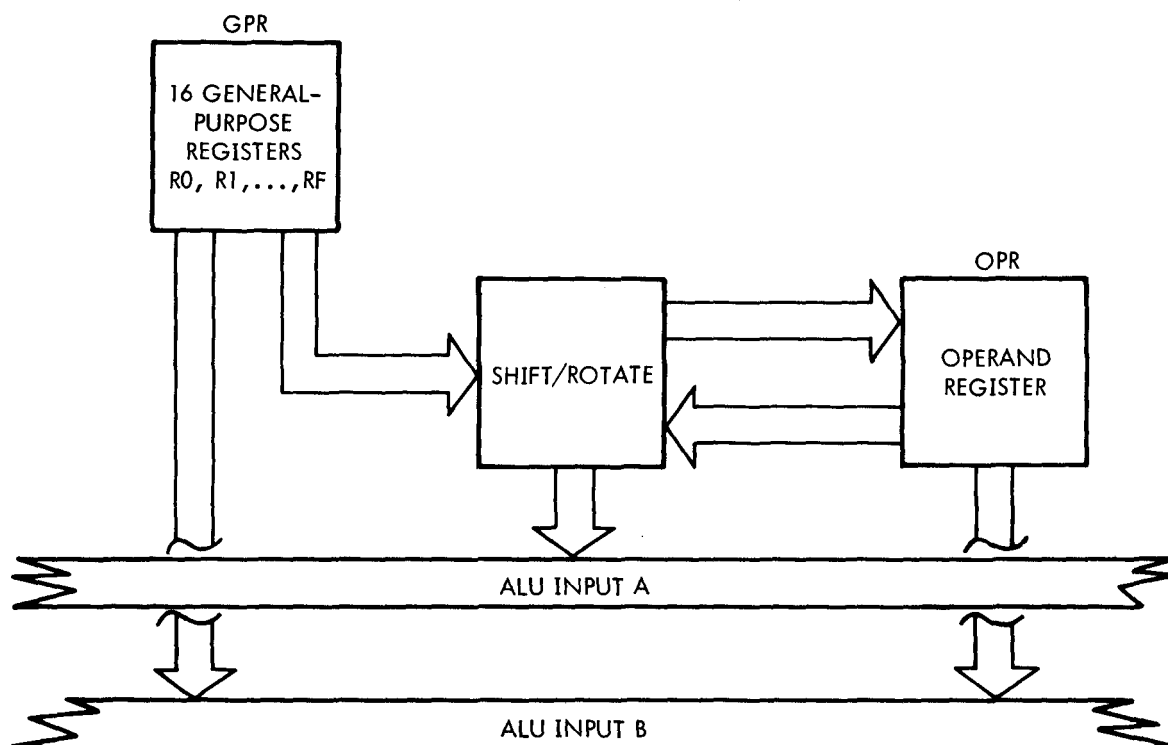 GPR
16 GENERAL-
PURPOSE
REGISTERS
R0, R1,...,RF
SHIFT/ROTATE
OPR
OPERAND
REGISTER
ALU INPUT A
ALU INPUT B